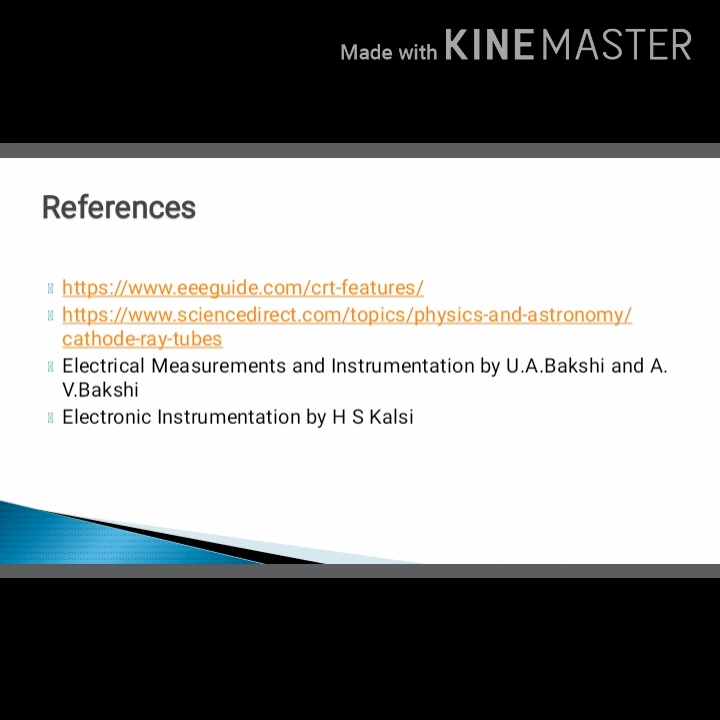 Made with KINEMASTER
References
https://www.eeeguide.com/crt-features/
https://www.sciencedirect.com/topics/physics-and-astronomy/
cathode-ray-tubes
Electrical Measurements and Instrumentation by U.A.Bakshi and A.
V.Bakshi
Electronic Instrumentation by H S Kalsi